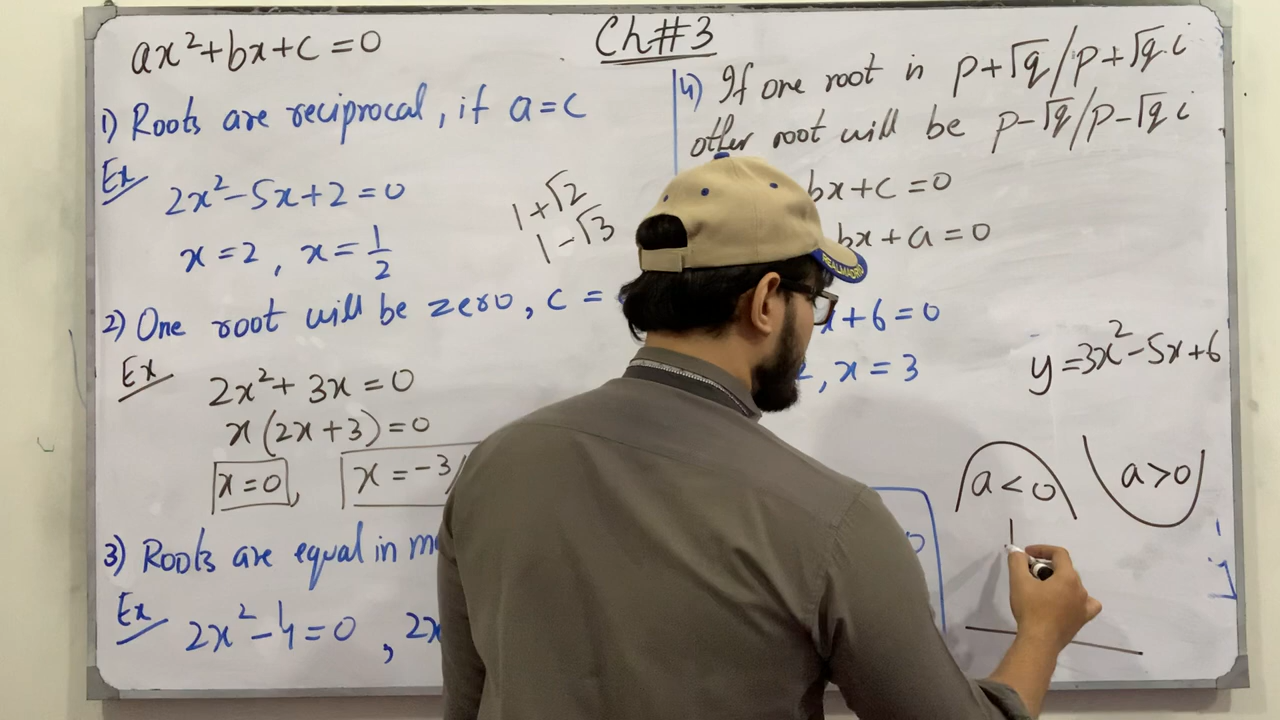 ax²+bx+c=0
Ch#3
1) Roots are reciprocal, if a=c
Ex
2x²-5x+2=0
x=2, x=1/2
1+√2
1-√3
2) One root will be zero, c =
Ex
2x²+3x=0
x(2x+3)=0
x=0, x=-3/
3) Roots are equal in
Ex 2x²-4=0, 2x
4) If one root is p+√q/p+√q i
other root will be p-√q/p-√q i
bx+c=0
bx+a=0
x+6=0
, x=3
y=3x²-5x+6
a<0
a>0
REALMADRI